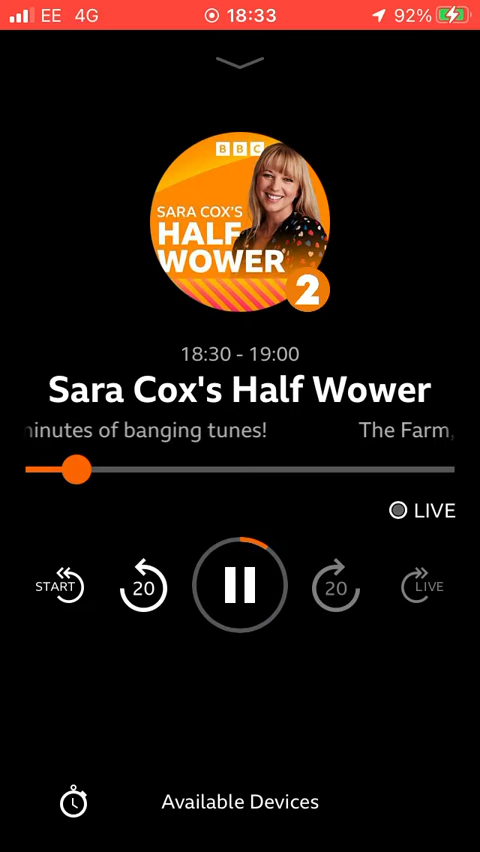 EE 4G 18:33 92%
BBC
SARA COX'S
HALF
WOWER
2
18:30 - 19:00
Sara Cox's Half Wower
minutes of banging tunes! The Farm,
LIVE
START 20 20 LIVE
Available Devices